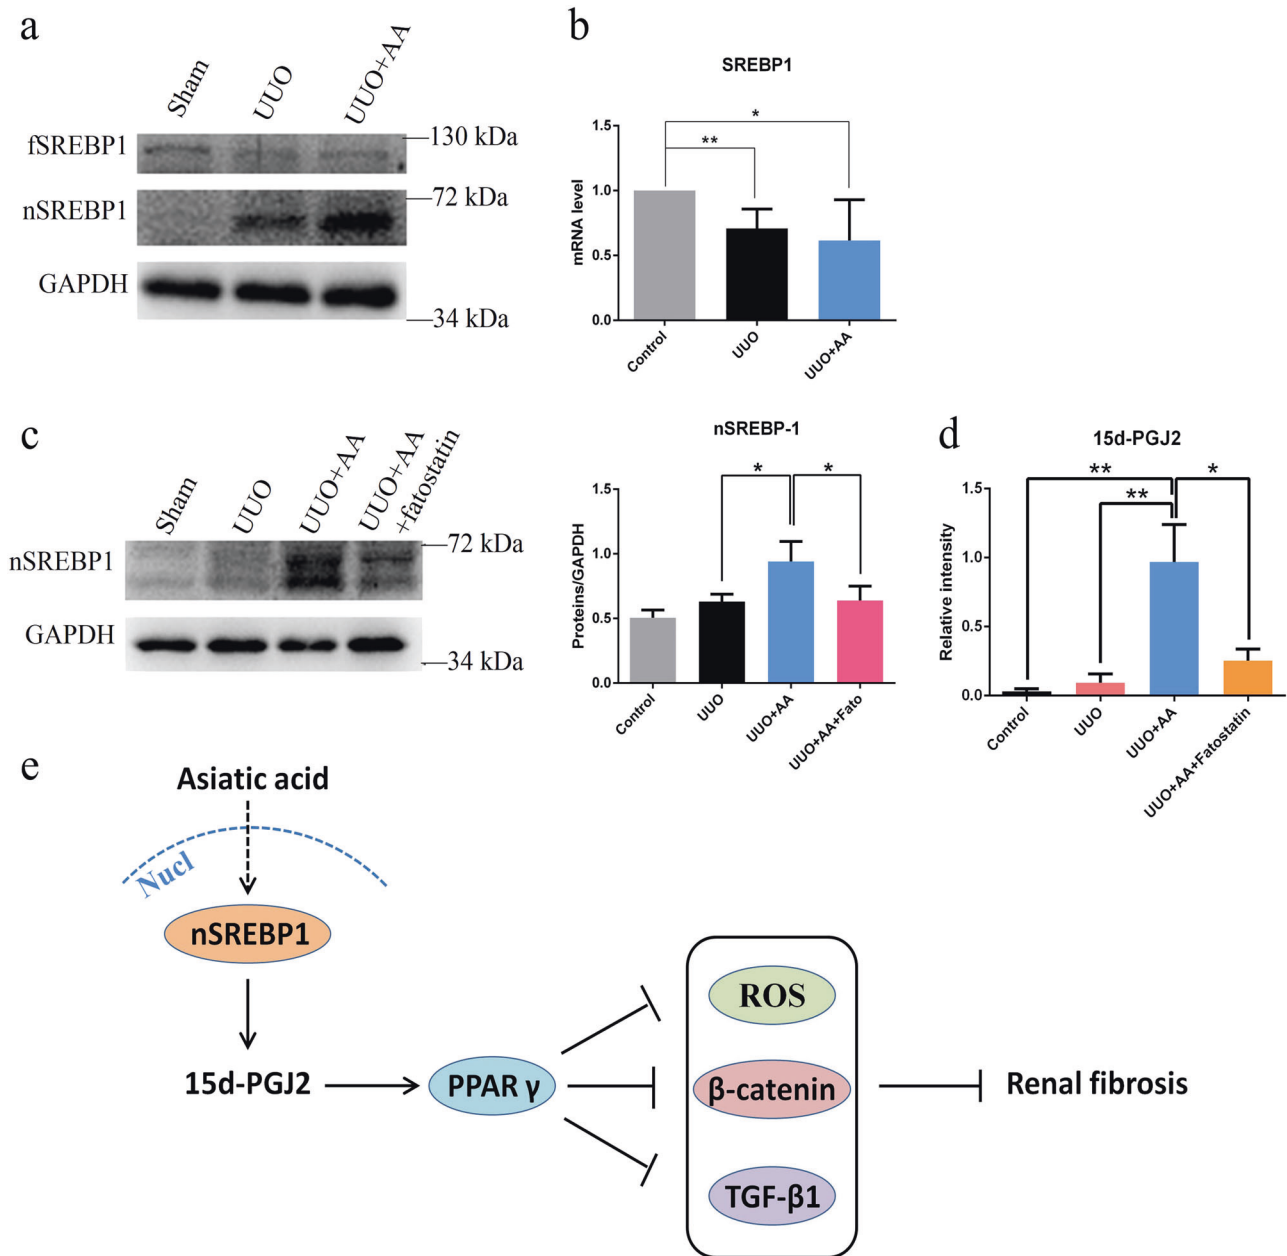 a
Sham
UUO
UUO+AA
fSREBP1
130 kDa
nSREBP1
72 kDa
GAPDH
34 kDa
b
SREBP1
mRNA level
1.5
1.0
0.5
0.0
*
**
Control
UUO
UUO+AA
c
Sham
UUO
UUO+AA
UUO+AA
+fatostatin
nSREBP1
72 kDa
GAPDH
34 kDa
nSREBP-1
Proteins/GAPDH
1.5
1.0
0.5
0.0
*
*
Control
UUO
UUO+AA
UUO+AA+Fato
d
15d-PGJ2
Relative intensity
1.5
1.0
0.5
0.0
**
*
**
Control
UUO
UUO+AA
UUO+AA+Fatostatin
e
Asiatic acid
Nucl
nSREBP1
15d-PGJ2
PPAR γ
ROS
β-catenin
TGF-β1
Renal fibrosis